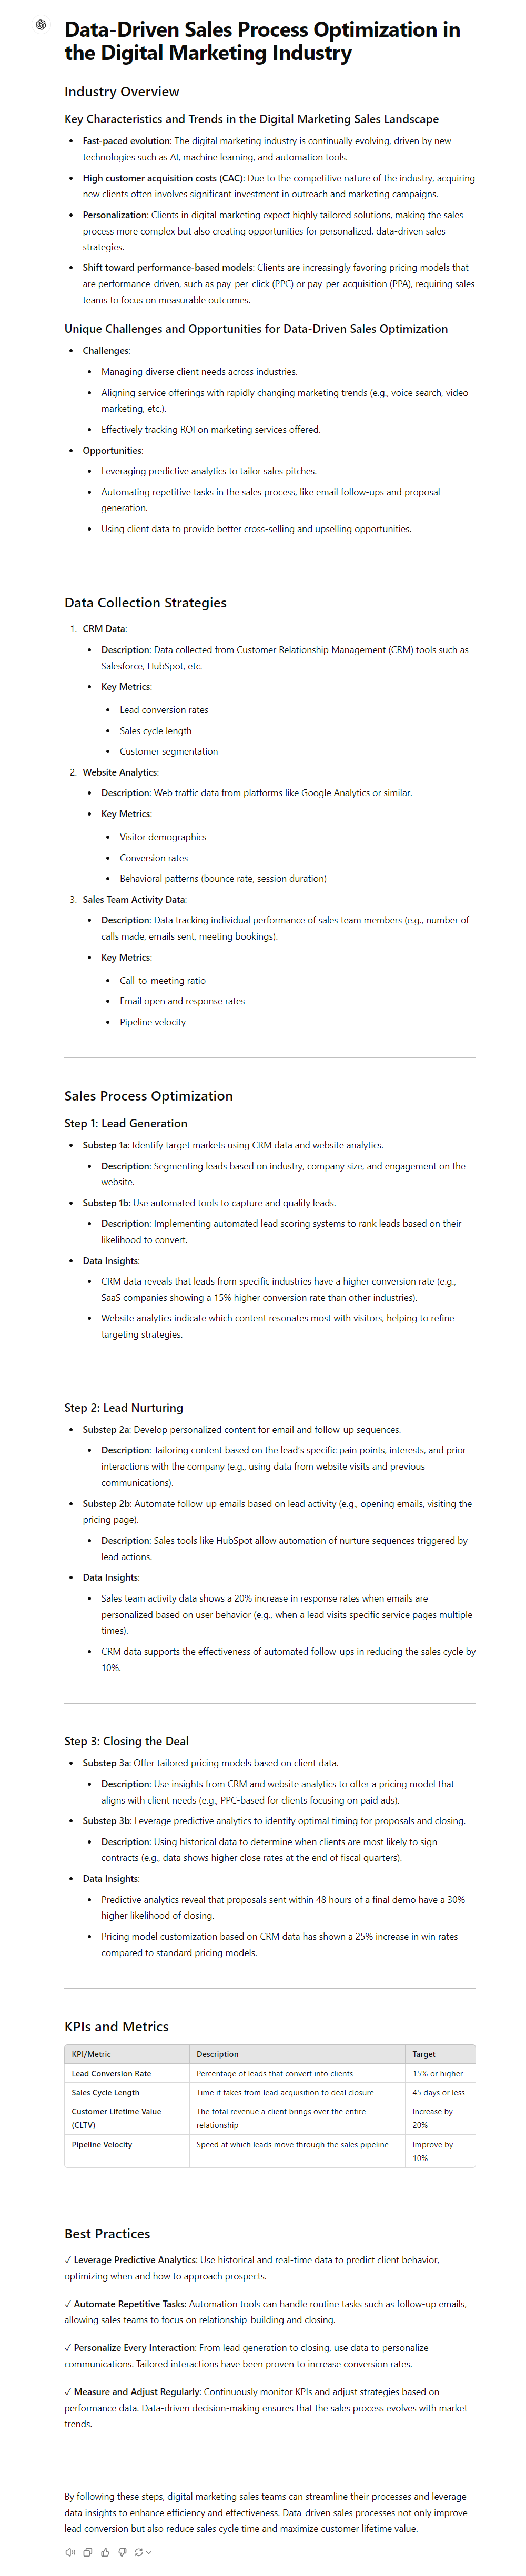 Data-Driven Sales Process Optimization in
the Digital Marketing Industry
Industry Overview
Key Characteristics and Trends in the Digital Marketing Sales Landscape
• Fast-paced evolution: The digital marketing industry is continually evolving, driven by new
technologies such as AI, machine learning, and automation tools.
• High customer acquisition costs (CAC): Due to the competitive nature of the industry, acquiring
new clients often involves significant investment in outreach and marketing campaigns.
• Personalization: Clients in digital marketing expect highly tailored solutions, making the sales
process more complex but also creating opportunities for personalized. data-driven sales
strategies.
• Shift toward performance-based models: Clients are increasingly favoring pricing models that
are performance-driven, such as pay-per-click (PPC) or pay-per-acquisition (PPA), requiring sales
teams to focus on measurable outcomes.
Unique Challenges and Opportunities for Data-Driven Sales Optimization
• Challenges:
• Managing diverse client needs across industries.
• Aligning service offerings with rapidly changing marketing trends (e.g., voice search, video
marketing, etc.).
• Effectively tracking ROI on marketing services offered.
• Opportunities:
• Leveraging predictive analytics to tailor sales pitches.
• Automating repetitive tasks in the sales process, like email follow-ups and proposal
generation.
• Using client data to provide better cross-selling and upselling opportunities.
Data Collection Strategies
1. CRM Data:
• Description: Data collected from Customer Relationship Management (CRM) tools such as
Salesforce, HubSpot, etc.
• Key Metrics:
• Lead conversion rates
• Sales cycle length
• Customer segmentation
2. Website Analytics:
• Description: Web traffic data from platforms like Google Analytics or similar.
• Key Metrics:
• Visitor demographics
• Conversion rates
• Behavioral patterns (bounce rate, session duration)
3. Sales Team Activity Data:
• Description: Data tracking individual performance of sales team members (e.g., number of
calls made, emails sent, meeting bookings).
• Key Metrics:
• Call-to-meeting ratio
• Email open and response rates
• Pipeline velocity
Sales Process Optimization
Step 1: Lead Generation
• Substep 1a: Identify target markets using CRM data and website analytics.
• Description: Segmenting leads based on industry, company size, and engagement on the
website.
• Substep 1b: Use automated tools to capture and qualify leads.
• Description: Implementing automated lead scoring systems to rank leads based on their
likelihood to convert.
• Data Insights:
• CRM data reveals that leads from specific industries have a higher conversion rate (e.g.,
SaaS companies showing a 15% higher conversion rate than other industries).
• Website analytics indicate which content resonates most with visitors, helping to refine
targeting strategies.
Step 2: Lead Nurturing
• Substep 2a: Develop personalized content for email and follow-up sequences.
• Description: Tailoring content based on the lead's specific pain points, interests, and prior
interactions with the company (e.g., using data from website visits and previous
communications).
• Substep 2b: Automate follow-up emails based on lead activity (e.g., opening emails, visiting the
pricing page).
• Description: Sales tools like HubSpot allow automation of nurture sequences triggered by
lead actions.
• Data Insights:
• Sales team activity data shows a 20% increase in response rates when emails are
personalized based on user behavior (e.g., when a lead visits specific service pages multiple
times).
• CRM data supports the effectiveness of automated follow-ups in reducing the sales cycle by
10%.
Step 3: Closing the Deal
• Substep 3a: Offer tailored pricing models based on client data.
• Description: Use insights from CRM and website analytics to offer a pricing model that
aligns with client needs (e.g., PPC-based for clients focusing on paid ads).
• Substep 3b: Leverage predictive analytics to identify optimal timing for proposals and closing.
• Description: Using historical data to determine when clients are most likely to sign
contracts (e.g., data shows higher close rates at the end of fiscal quarters).
• Data Insights:
• Predictive analytics reveal that proposals sent within 48 hours of a final demo have a 30%
higher likelihood of closing.
• Pricing model customization based on CRM data has shown a 25% increase in win rates
compared to standard pricing models.
KPIs and Metrics
KPI/Metric Description Target
Lead Conversion Rate Percentage of leads that convert into clients 15% or higher
Sales Cycle Length Time it takes from lead acquisition to deal closure 45 days or less
Customer Lifetime Value The total revenue a client brings over the entire Increase by
(CLTV) relationship 20%
Pipeline Velocity Speed at which leads move through the sales pipeline Improve by
10%
Best Practices
✓ Leverage Predictive Analytics: Use historical and real-time data to predict client behavior,
optimizing when and how to approach prospects.
✓ Automate Repetitive Tasks: Automation tools can handle routine tasks such as follow-up emails,
allowing sales teams to focus on relationship-building and closing.
✓ Personalize Every Interaction: From lead generation to closing, use data to personalize
communications. Tailored interactions have been proven to increase conversion rates.
✓ Measure and Adjust Regularly: Continuously monitor KPIs and adjust strategies based on
performance data. Data-driven decision-making ensures that the sales process evolves with market
trends.
By following these steps, digital marketing sales teams can streamline their processes and leverage
data insights to enhance efficiency and effectiveness. Data-driven sales processes not only improve
lead conversion but also reduce sales cycle time and maximize customer lifetime value.